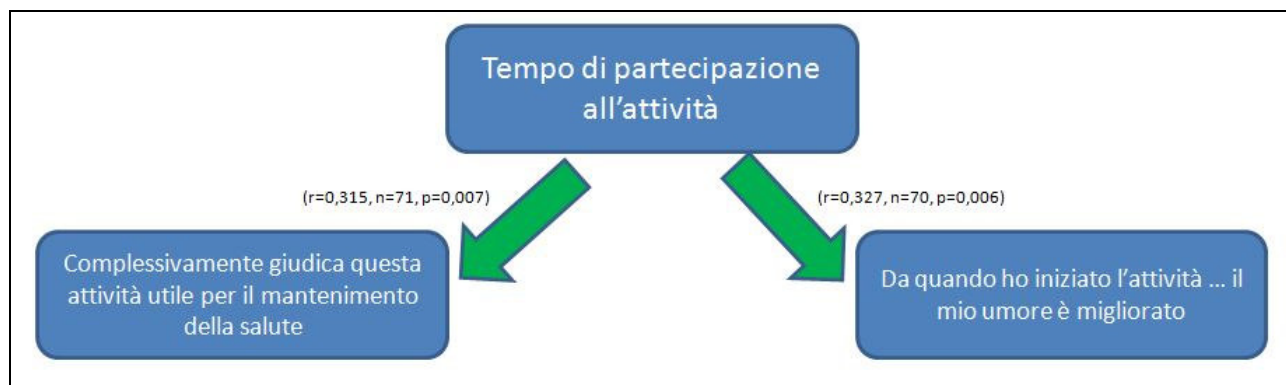 Tempo di partecipazione
all'attività
(r=0,315, n=71, p=0,007)
(r=0,327, n=70, p=0,006)
Complessivamente giudica questa
attività utile per il mantenimento
della salute
Da quando ho iniziato l'attività ... il
mio umore è migliorato